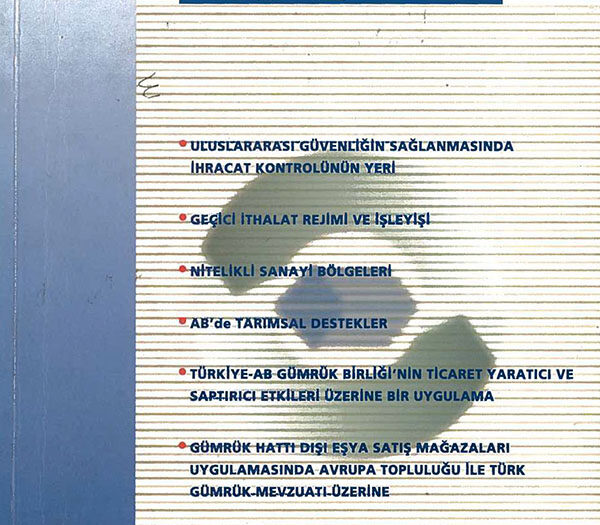 • ULUSLARARASI GÜVENLİĞİN SAĞLANMASINDA
İHRACAT KONTROLÜNÜN YERİ
• GEÇİCİ İTHALAT REJİMİ VE İŞLEYİŞİ
• NİTELİKLİ SANAYİ BÖLGELERİ
• AB'de TARIMSAL DESTEKLER
• TÜRKİYE-AB GÜMRÜK BİRLİĞİ'NİN TİCARET YARATICI VE
SAPTIRICI ETKİLERİ ÜZERİNE BİR UYGULAMA
• GÜMRÜK HATTI DIŞI EŞYA SATIŞ MAĞAZALARI
UYGULAMASINDA AVRUPA TOPLULUĞU İLE TÜRK
GÜMRÜK MEVZUATI ÜZERİNE